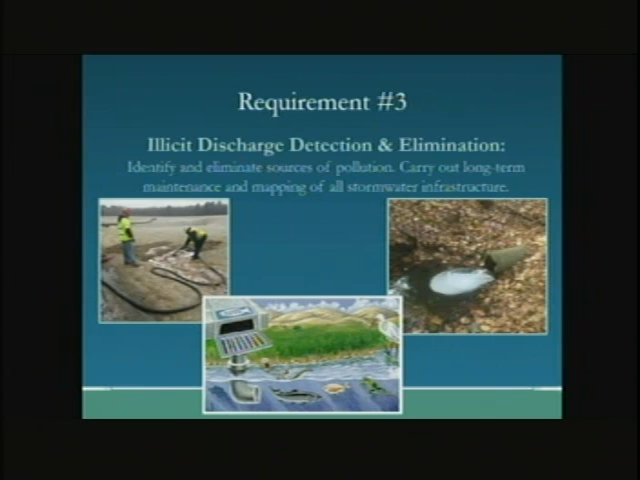 Requirement #3
Illicit Discharge Detection & Elimination:
Identify and eliminate sources of pollution. Carry out long-term
maintenance and mapping of all stormwater infrastructure.